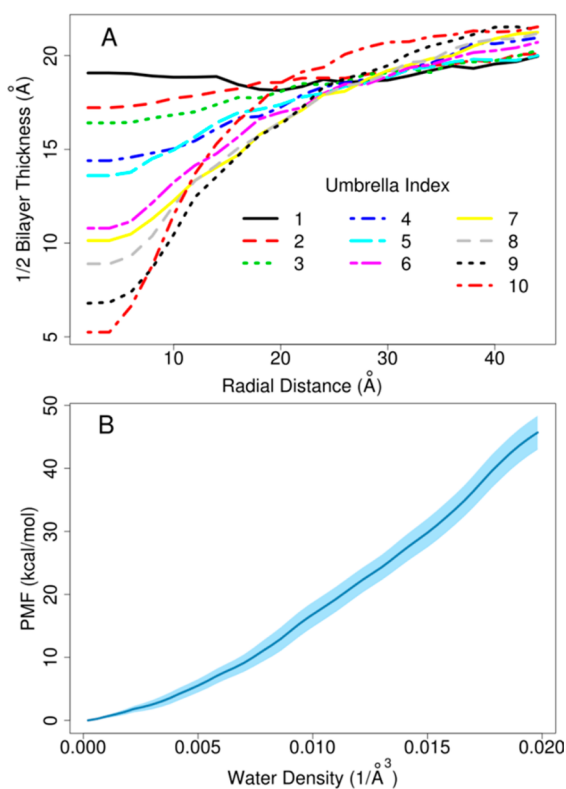 A
1/2 Bilayer Thickness (Å)
20
15
10
5
Umbrella Index
1 4 7
2 5 8
3 6 9
10
10 20 30 40
Radial Distance (Å)
B
PMF (kcal/mol)
50
40
30
20
10
0
0.000 0.005 0.010 0.015 0.020
Water Density (1/Å³)